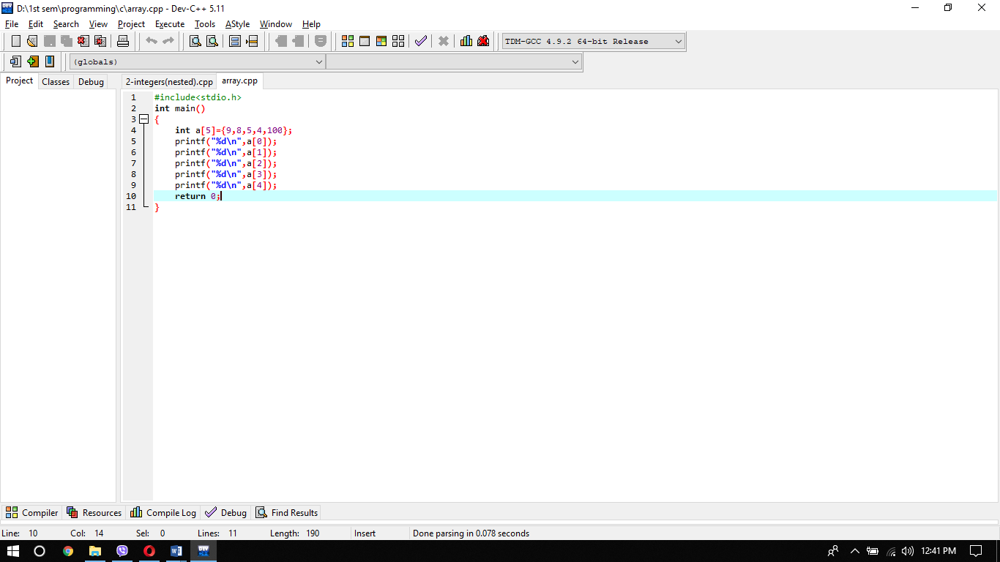 D:\1st sem\programming\c\array.cpp - Dev-C++ 5.11
File Edit Search View Project Execute Tools AStyle Window Help
TDM-GCC 4.9.2 64-bit Release
(globals)
Project Classes Debug 2-integers(nested).cpp array.cpp
1 #include<stdio.h>
2 int main()
3 {
4 int a[5]={9,8,5,4,100};
5 printf("%d\n",a[0]);
6 printf("%d\n",a[1]);
7 printf("%d\n",a[2]);
8 printf("%d\n",a[3]);
9 printf("%d\n",a[4]);
10 return 0;
11 }
Compiler Resources Compile Log Debug Find Results
Line: 10 Col: 14 Sel: 0 Lines: 11 Length: 190 Insert Done parsing in 0.078 seconds
12:41 PM